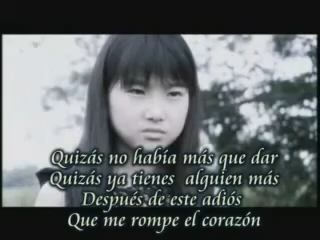 Quizás no había más que dar
Quizás ya tienes alguien más
Después de este adiós
Que me rompe el corazón